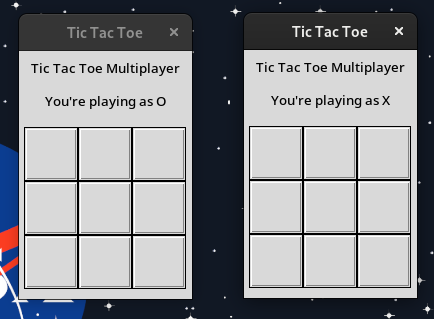 Tic Tac Toe
Tic Tac Toe Multiplayer
You're playing as O
Tic Tac Toe
Tic Tac Toe Multiplayer
You're playing as X